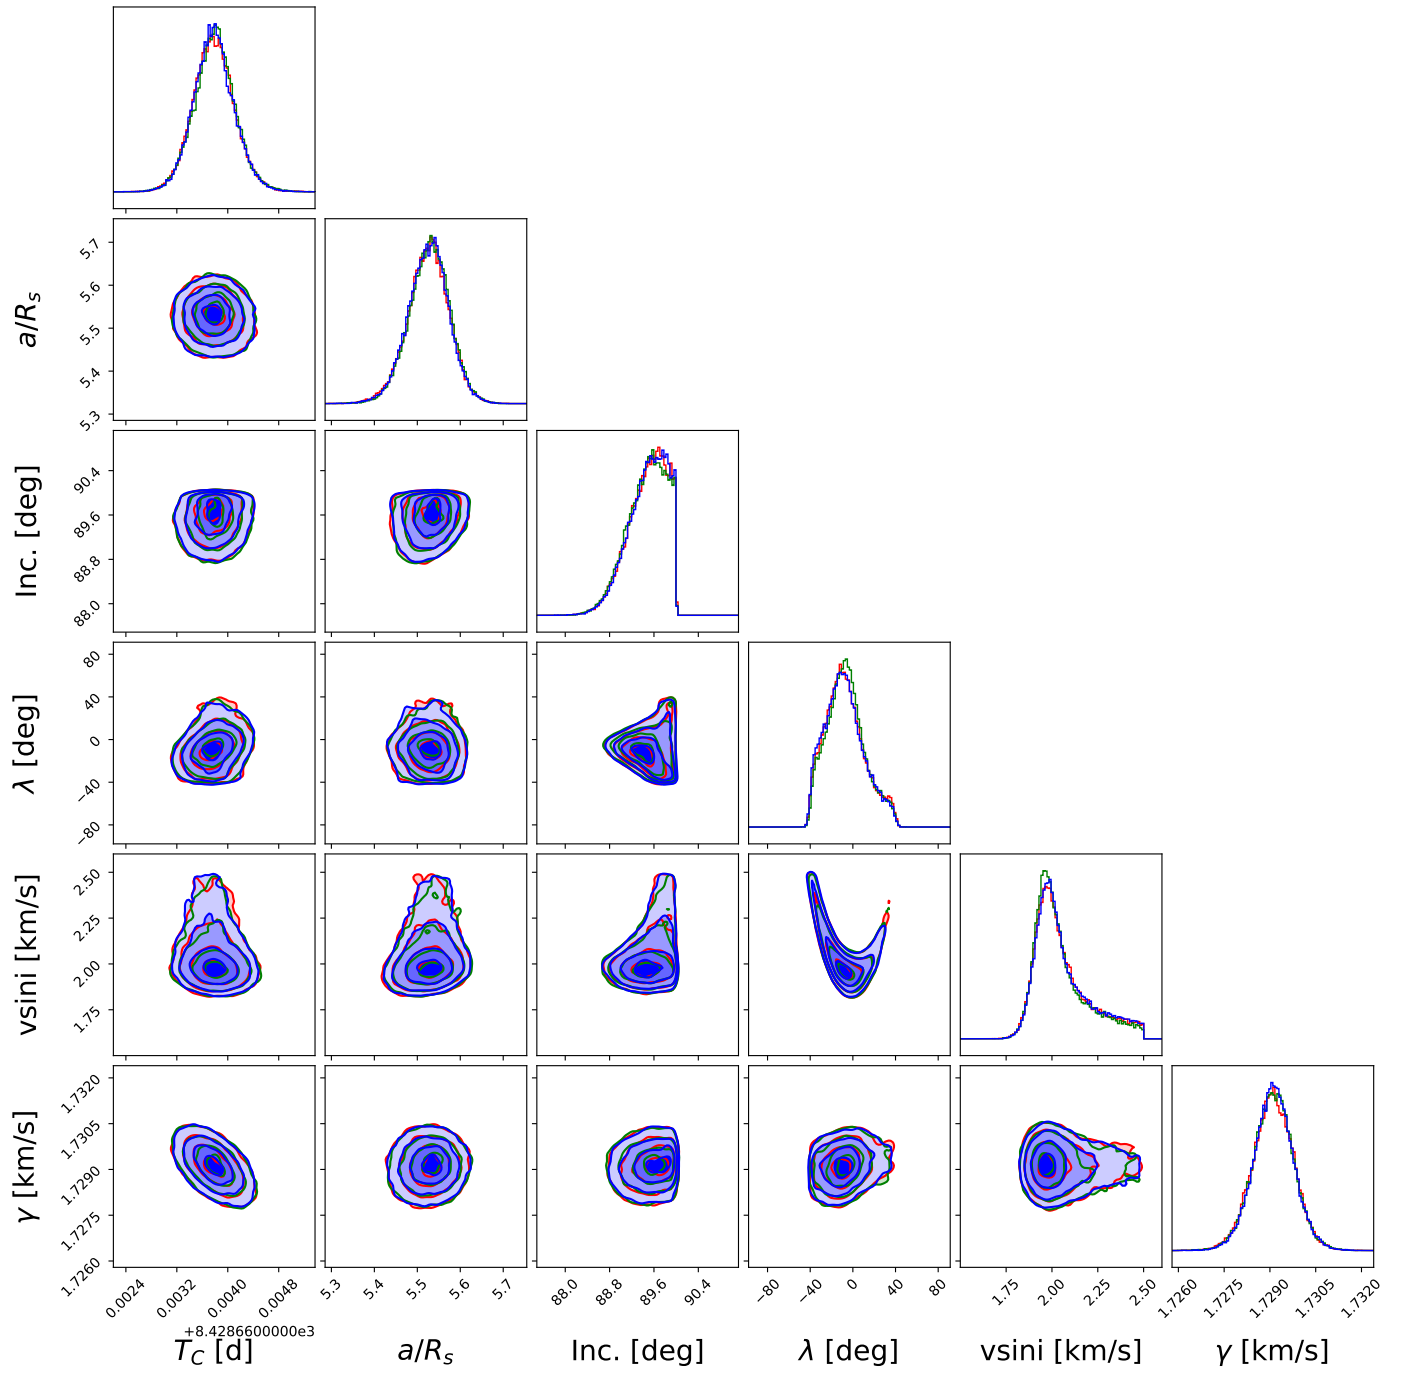 5.7
5.6
5.5
5.4
5.3
a/Rₛ
90.4
89.6
88.8
88.0
Inc. [deg]
80
40
0
−40
−80
λ [deg]
2.50
2.25
2.00
1.75
vsini [km/s]
1.7320
1.7305
1.7290
1.7275
1.7260
γ [km/s]
0.0024 0.0032 0.0040 0.0048 5.3 5.4 5.5 5.6 5.7 88.0 88.8 89.6 90.4 −80 −40 0 40 80 1.75 2.00 2.25 2.50 1.7260 1.7275 1.7290 1.7305 1.7320
+8.4286600000e3
T_C [d] a/Rₛ Inc. [deg] λ [deg] vsini [km/s] γ [km/s]